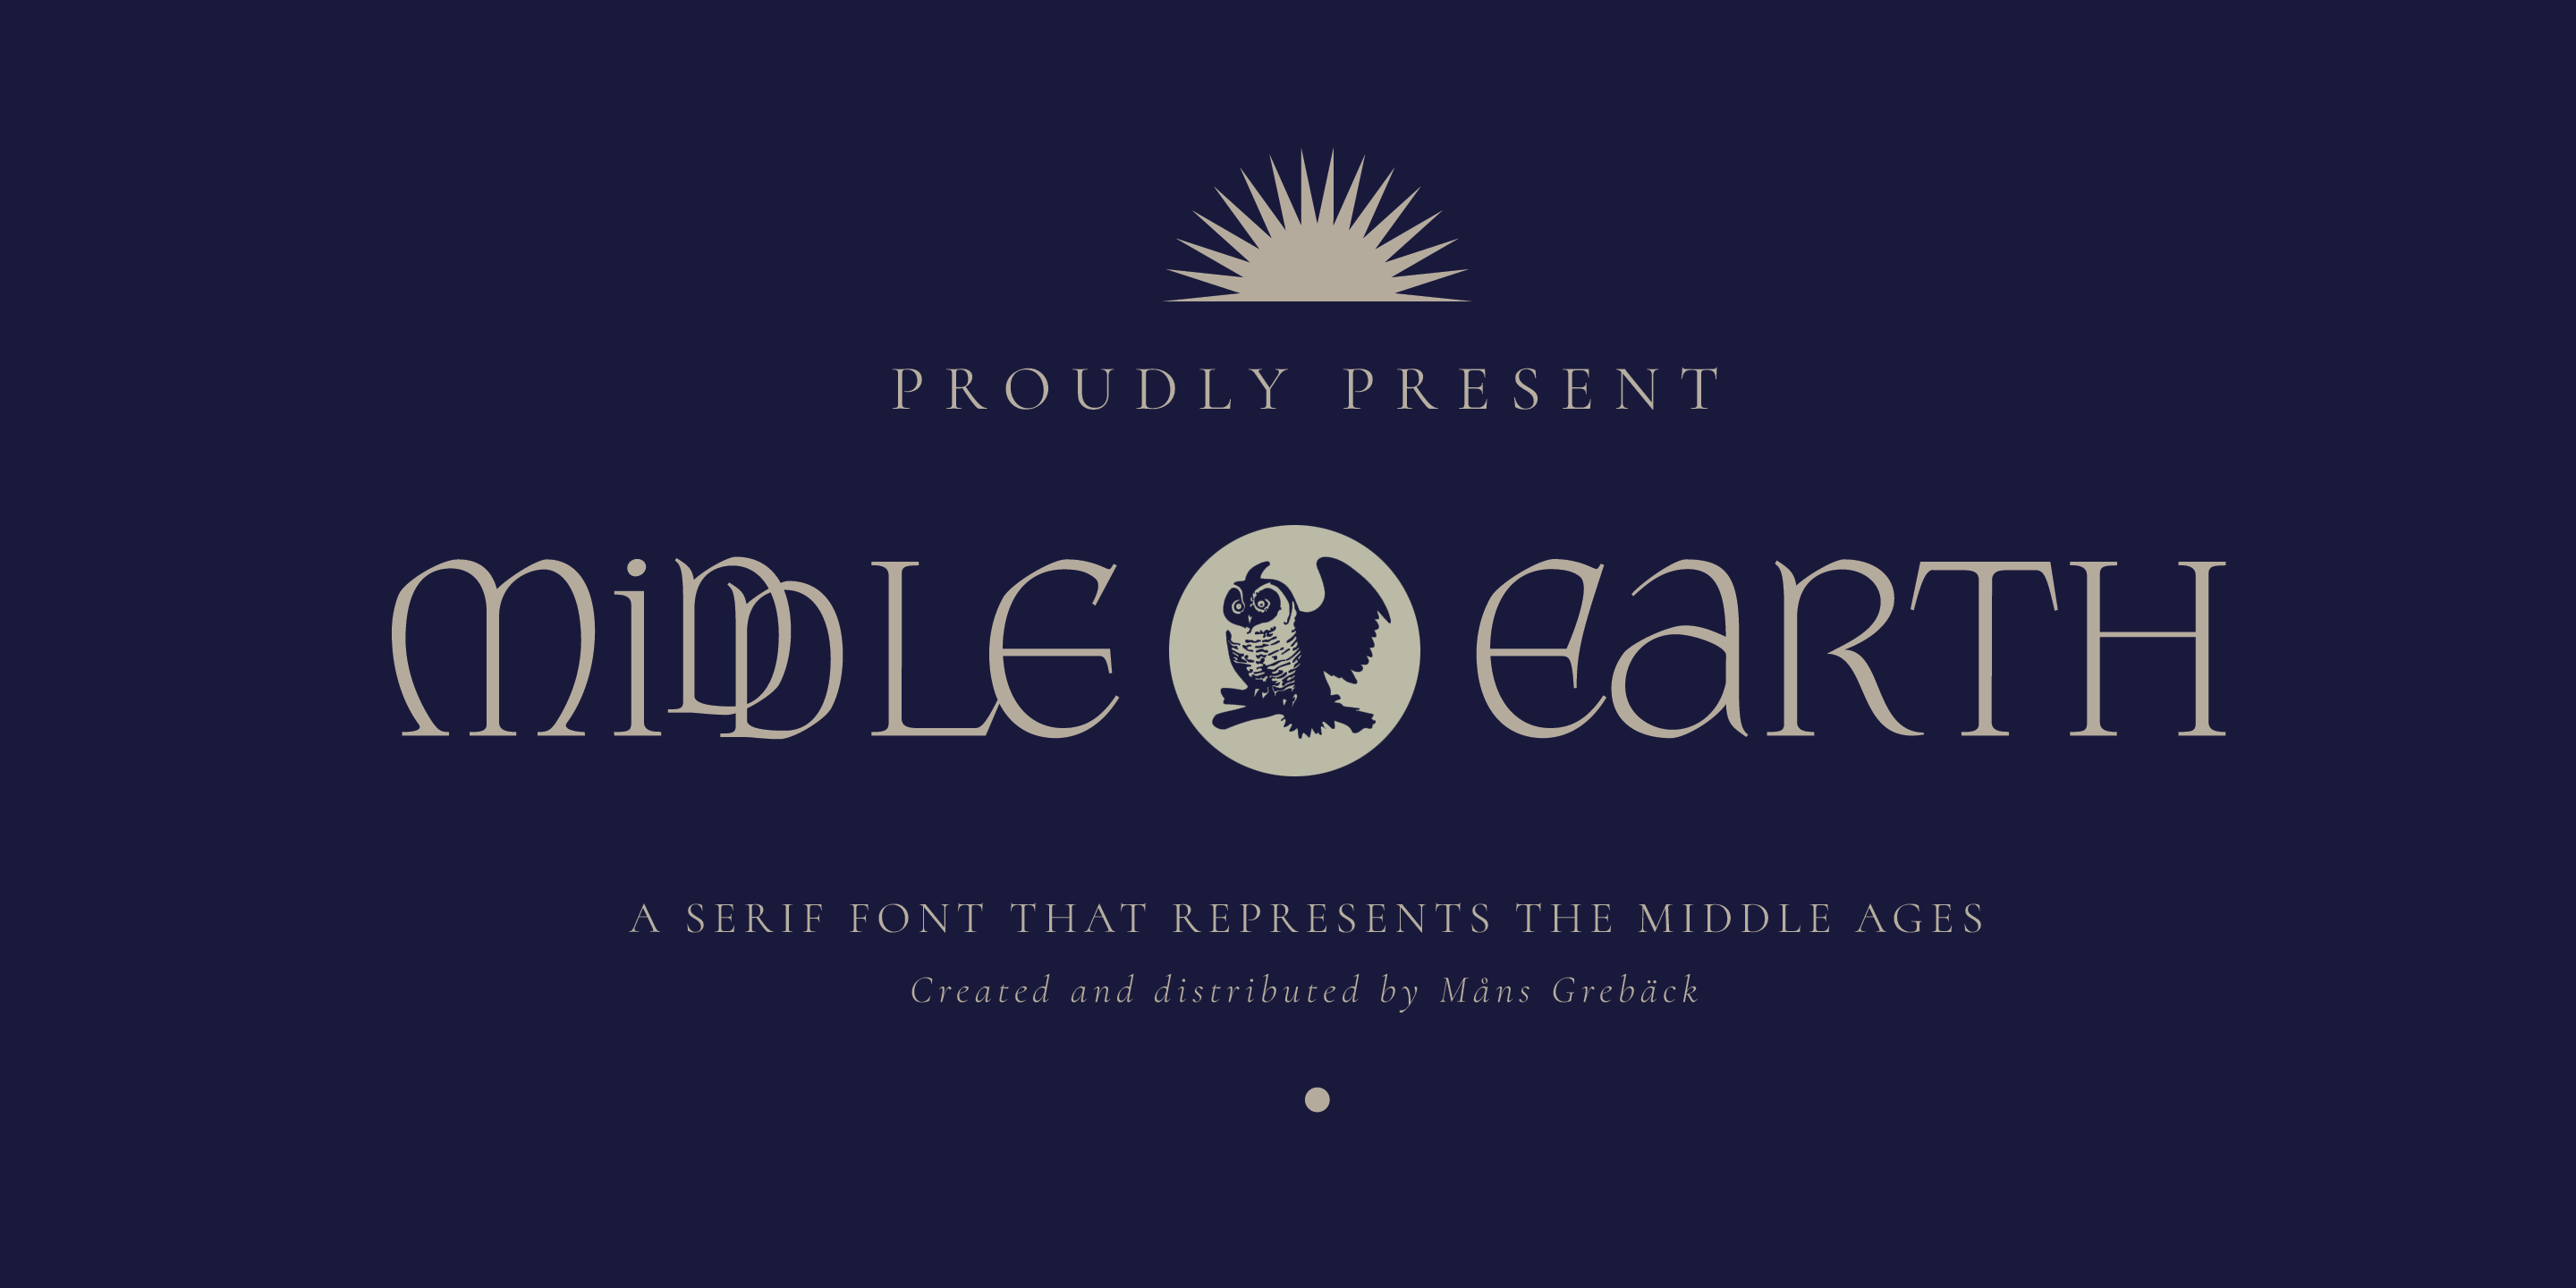 PROUDLY PRESENT
MiDDLE EaRTH
A SERIF FONT THAT REPRESENTS THE MIDDLE AGES
Created and distributed by Måns Grebäck